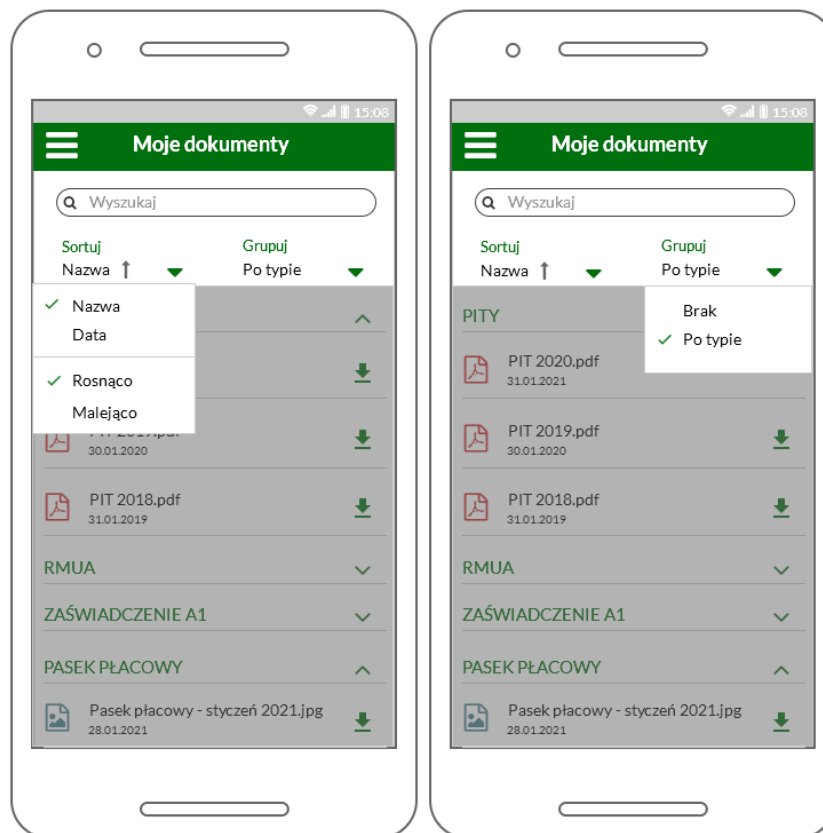 15:08
Moje dokumenty
Wyszukaj
Sortuj Grupuj
Nazwa Po typie
Nazwa
Data
Rosnąco
Malejąco
PIT 2019.pdf
30.01.2020
PIT 2018.pdf
31.01.2019
RMUA
ZAŚWIADCZENIE A1
PASEK PŁACOWY
Pasek płacowy - styczeń 2021.jpg
28.01.2021
15:08
Moje dokumenty
Wyszukaj
Sortuj Grupuj
Nazwa Po typie
Brak
Po typie
PITY
PIT 2020.pdf
31.01.2021
PIT 2019.pdf
30.01.2020
PIT 2018.pdf
31.01.2019
RMUA
ZAŚWIADCZENIE A1
PASEK PŁACOWY
Pasek płacowy - styczeń 2021.jpg
28.01.2021